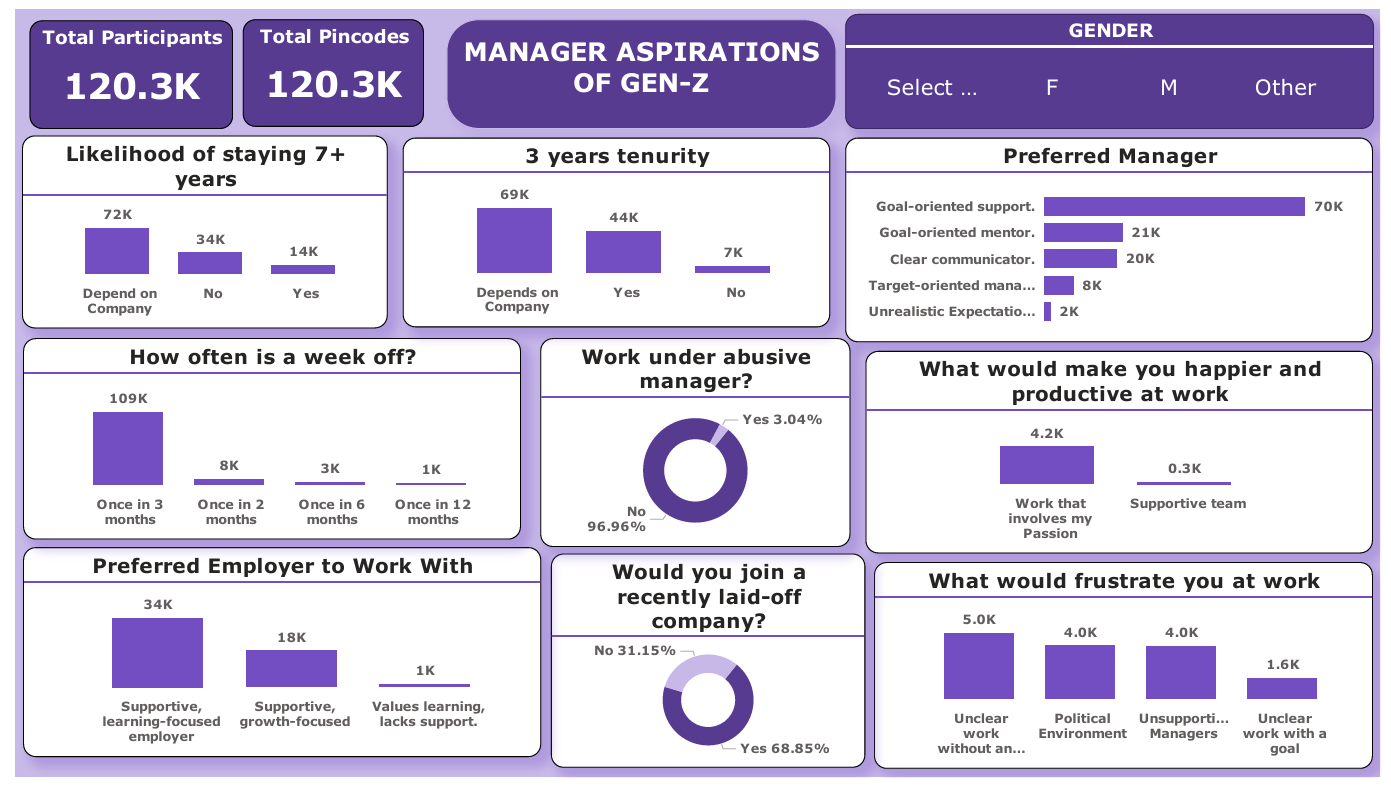 Total Participants
120.3K
Total Pincodes
120.3K
MANAGER ASPIRATIONS
OF GEN-Z
GENDER
Select ...
F
M
Other
Likelihood of staying 7+
years
72K
34K
14K
Depend on
Company
No
Yes
3 years tenurity
69K
44K
7K
Depends on
Company
Yes
No
Preferred Manager
Goal-oriented support.
70K
Goal-oriented mentor.
21K
Clear communicator.
20K
Target-oriented mana...
8K
Unrealistic Expectatio...
2K
How often is a week off?
109K
8K
3K
1K
Once in 3
months
Once in 2
months
Once in 6
months
Once in 12
months
Work under abusive
manager?
Yes 3.04%
No
96.96%
What would make you happier and
productive at work
4.2K
0.3K
Work that
involves my
Passion
Supportive team
Preferred Employer to Work With
34K
18K
1K
Supportive,
learning-focused
employer
Supportive,
growth-focused
Values learning,
lacks support.
Would you join a
recently laid-off
company?
No 31.15%
Yes 68.85%
What would frustrate you at work
5.0K
4.0K
4.0K
1.6K
Unclear
work
without an...
Political
Environment
Unsupporti...
Managers
Unclear
work with a
goal